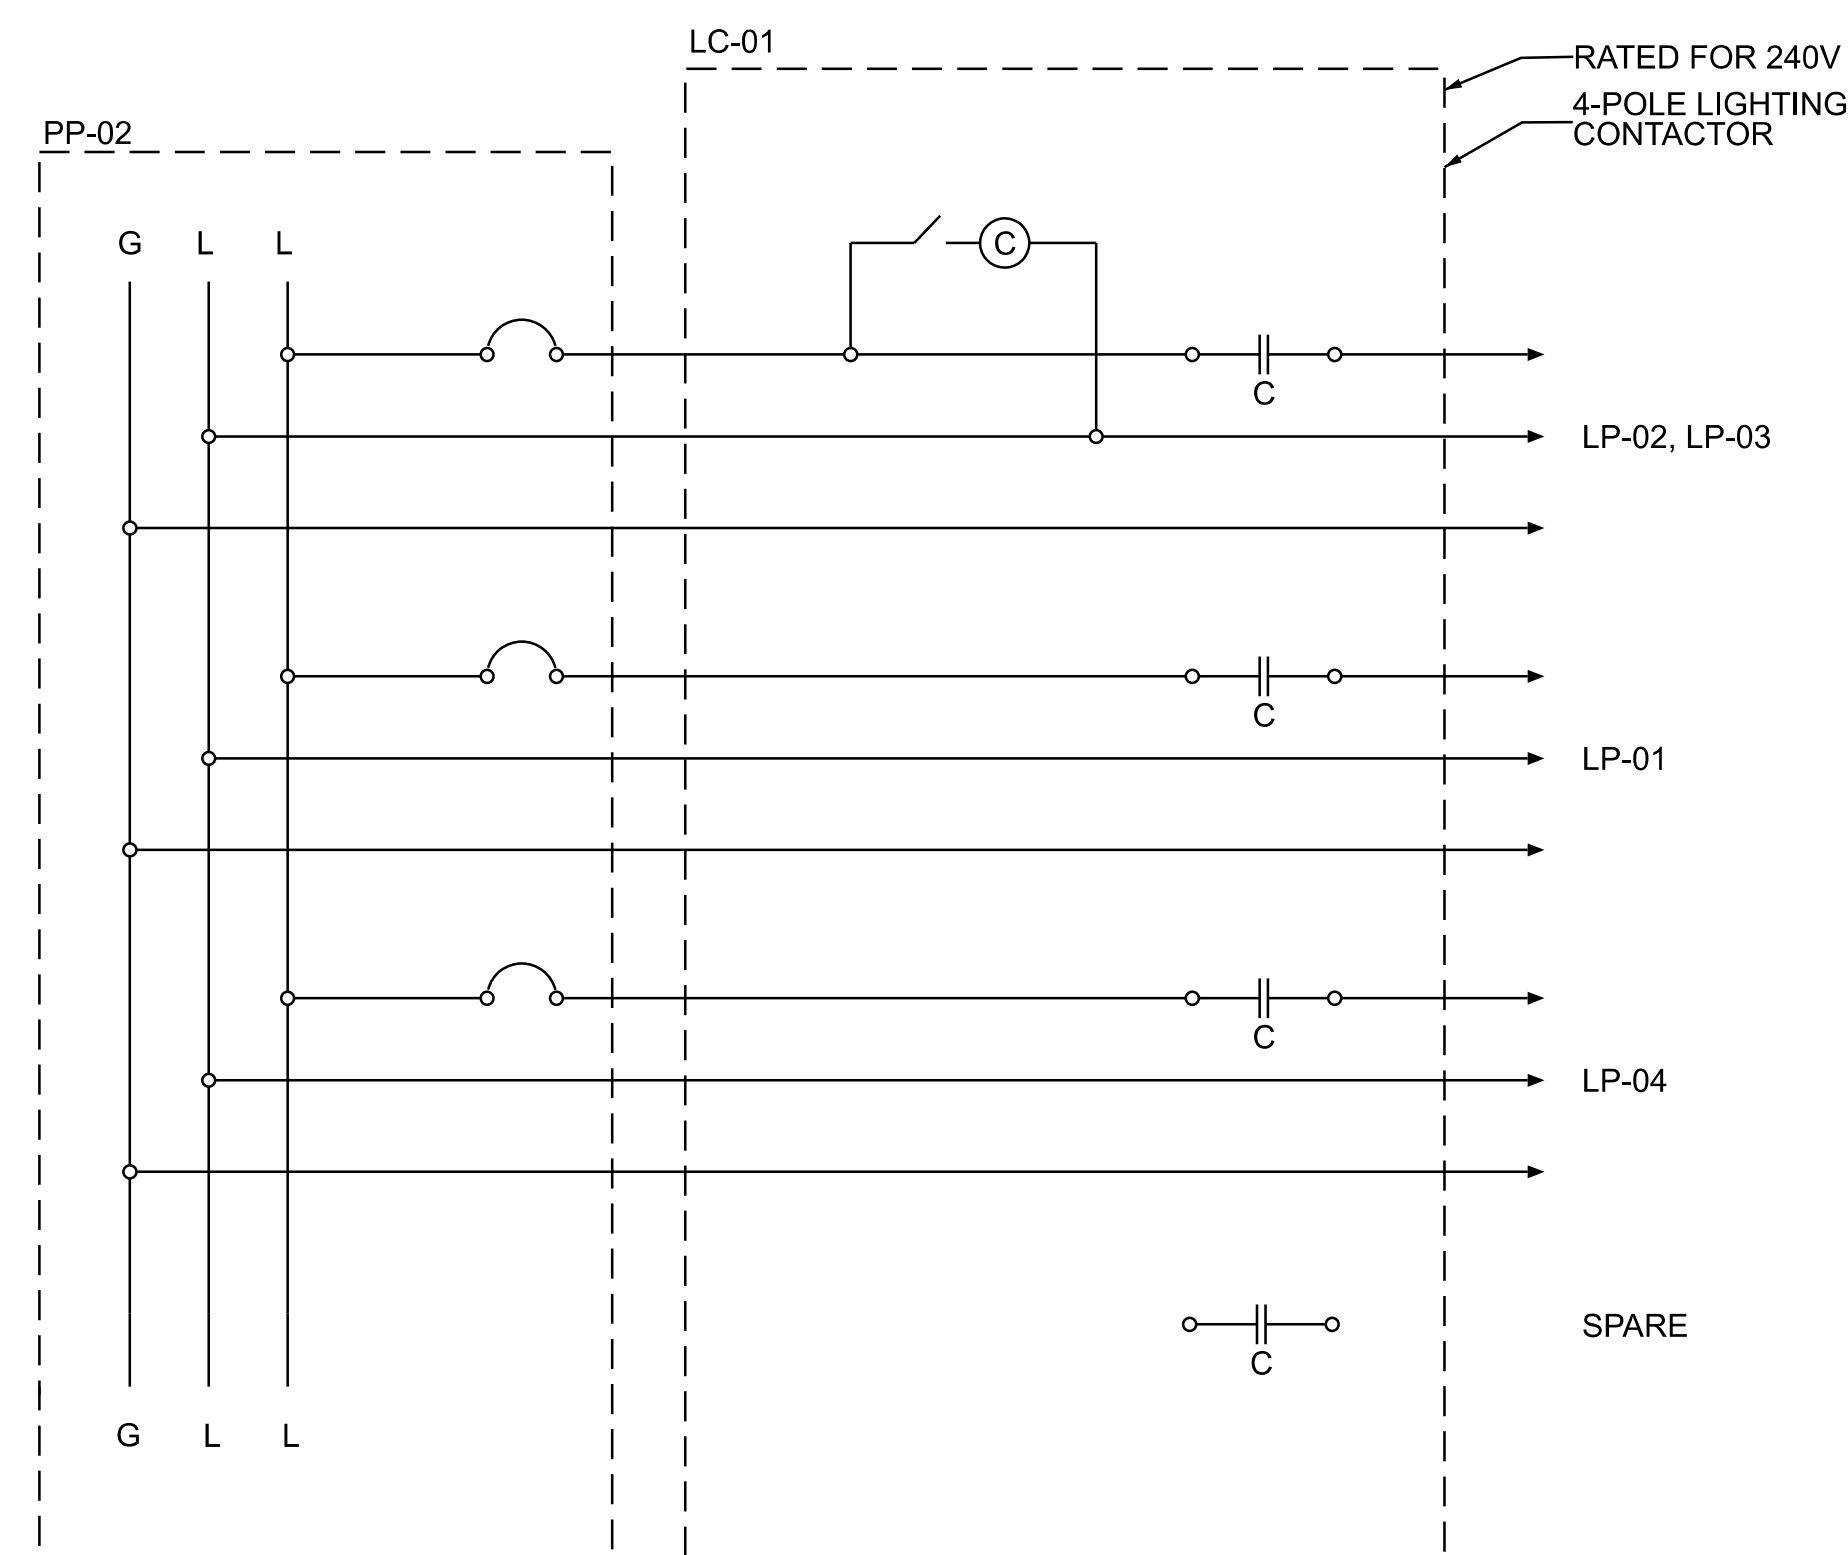 LC-01
RATED FOR 240V
4-POLE LIGHTING
CONTACTOR
PP-02
G L L
C
C
LP-02, LP-03
C
LP-01
C
LP-04
SPARE
C
G L L